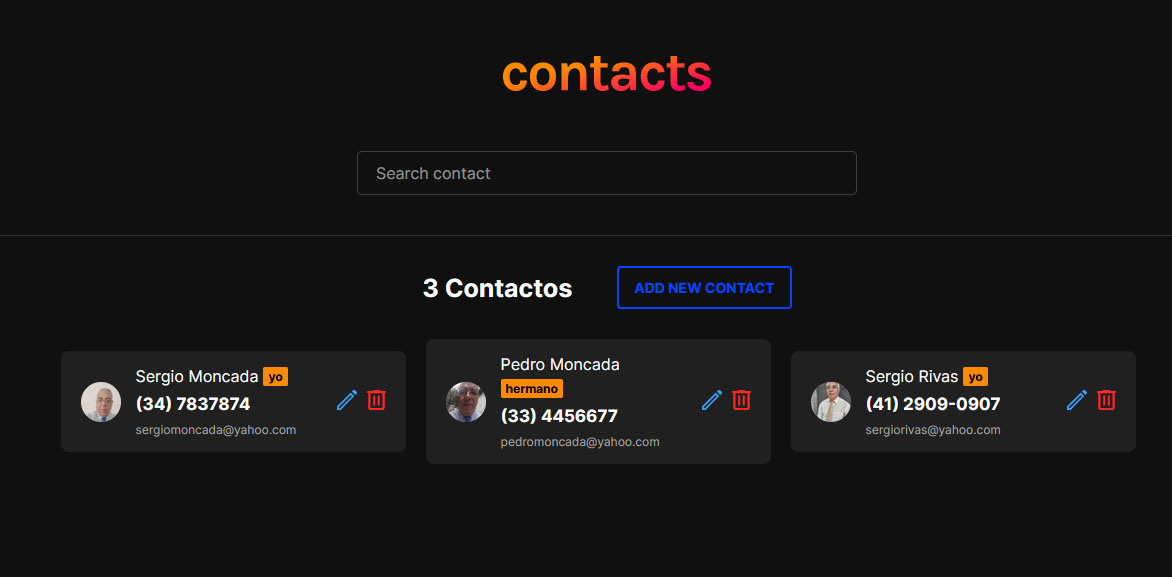 contacts
Search contact
3 Contactos
ADD NEW CONTACT
Sergio Moncada yo
(34) 7837874
sergiomoncada@yahoo.com
Pedro Moncada
hermano
(33) 4456677
pedromoncada@yahoo.com
Sergio Rivas yo
(41) 2909-0907
sergiorivas@yahoo.com